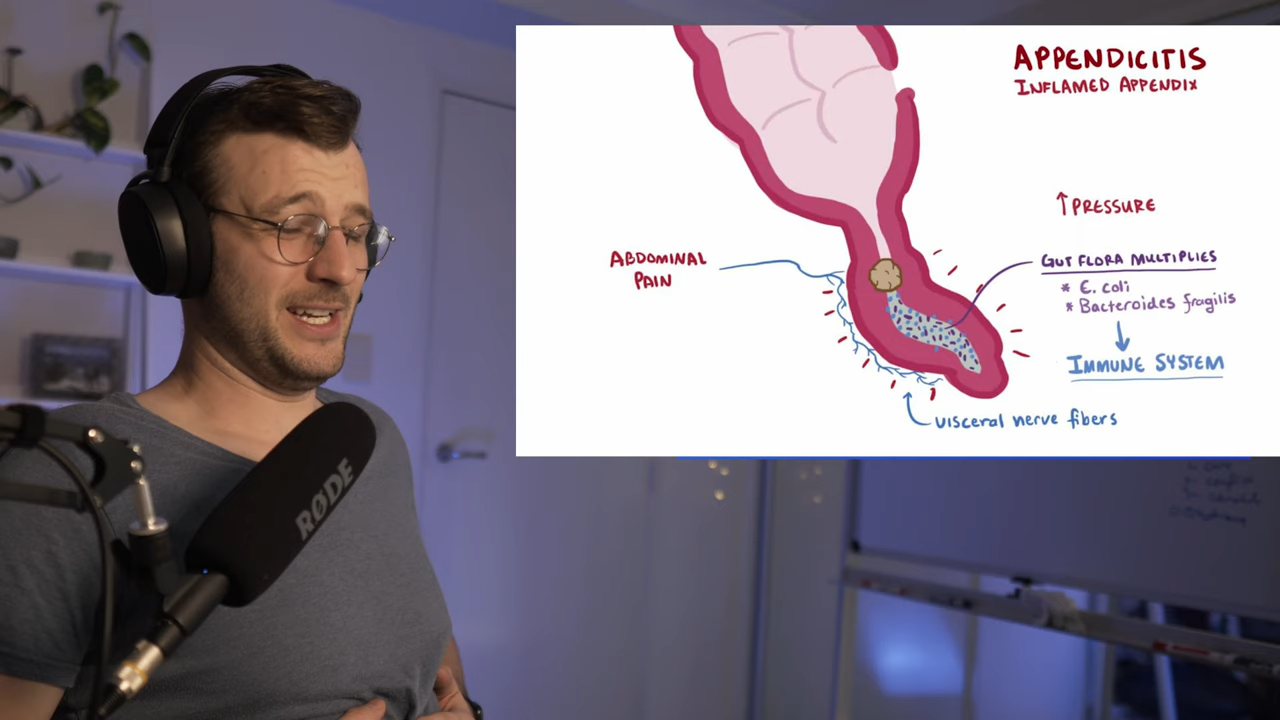 APPENDICITIS
INFLAMED APPENDIX
↑ PRESSURE
ABDOMINAL
PAIN
GUT FLORA MULTIPLIES
* E. coli
* Bacteroides fragilis
IMMUNE SYSTEM
visceral nerve fibers
RØDE